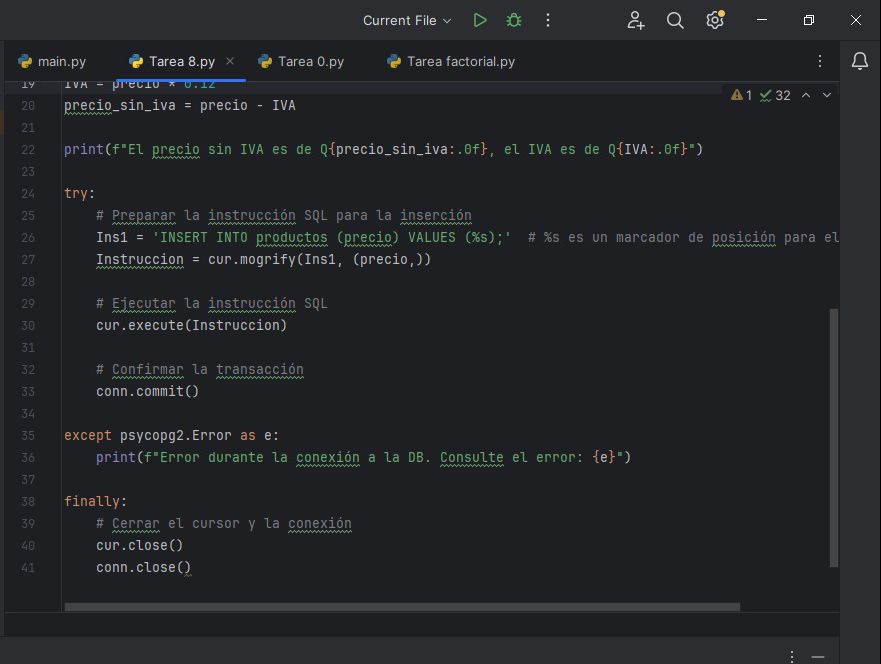 Current File
main.py
Tarea 8.py
Tarea 0.py
Tarea factorial.py
1 32
19 IVA = precio * 0.12
20 precio_sin_iva = precio - IVA
21
22 print(f"El precio sin IVA es de Q{precio_sin_iva:.0f}, el IVA es de Q{IVA:.0f}")
23
24 try:
25 # Preparar la instrucción SQL para la inserción
26 Ins1 = 'INSERT INTO productos (precio) VALUES (%s);'  # %s es un marcador de posición para el
27 Instruccion = cur.mogrify(Ins1, (precio,))
28
29 # Ejecutar la instrucción SQL
30 cur.execute(Instruccion)
31
32 # Confirmar la transacción
33 conn.commit()
34
35 except psycopg2.Error as e:
36 print(f"Error durante la conexión a la DB. Consulte el error: {e}")
37
38 finally:
39 # Cerrar el cursor y la conexión
40 cur.close()
41 conn.close()